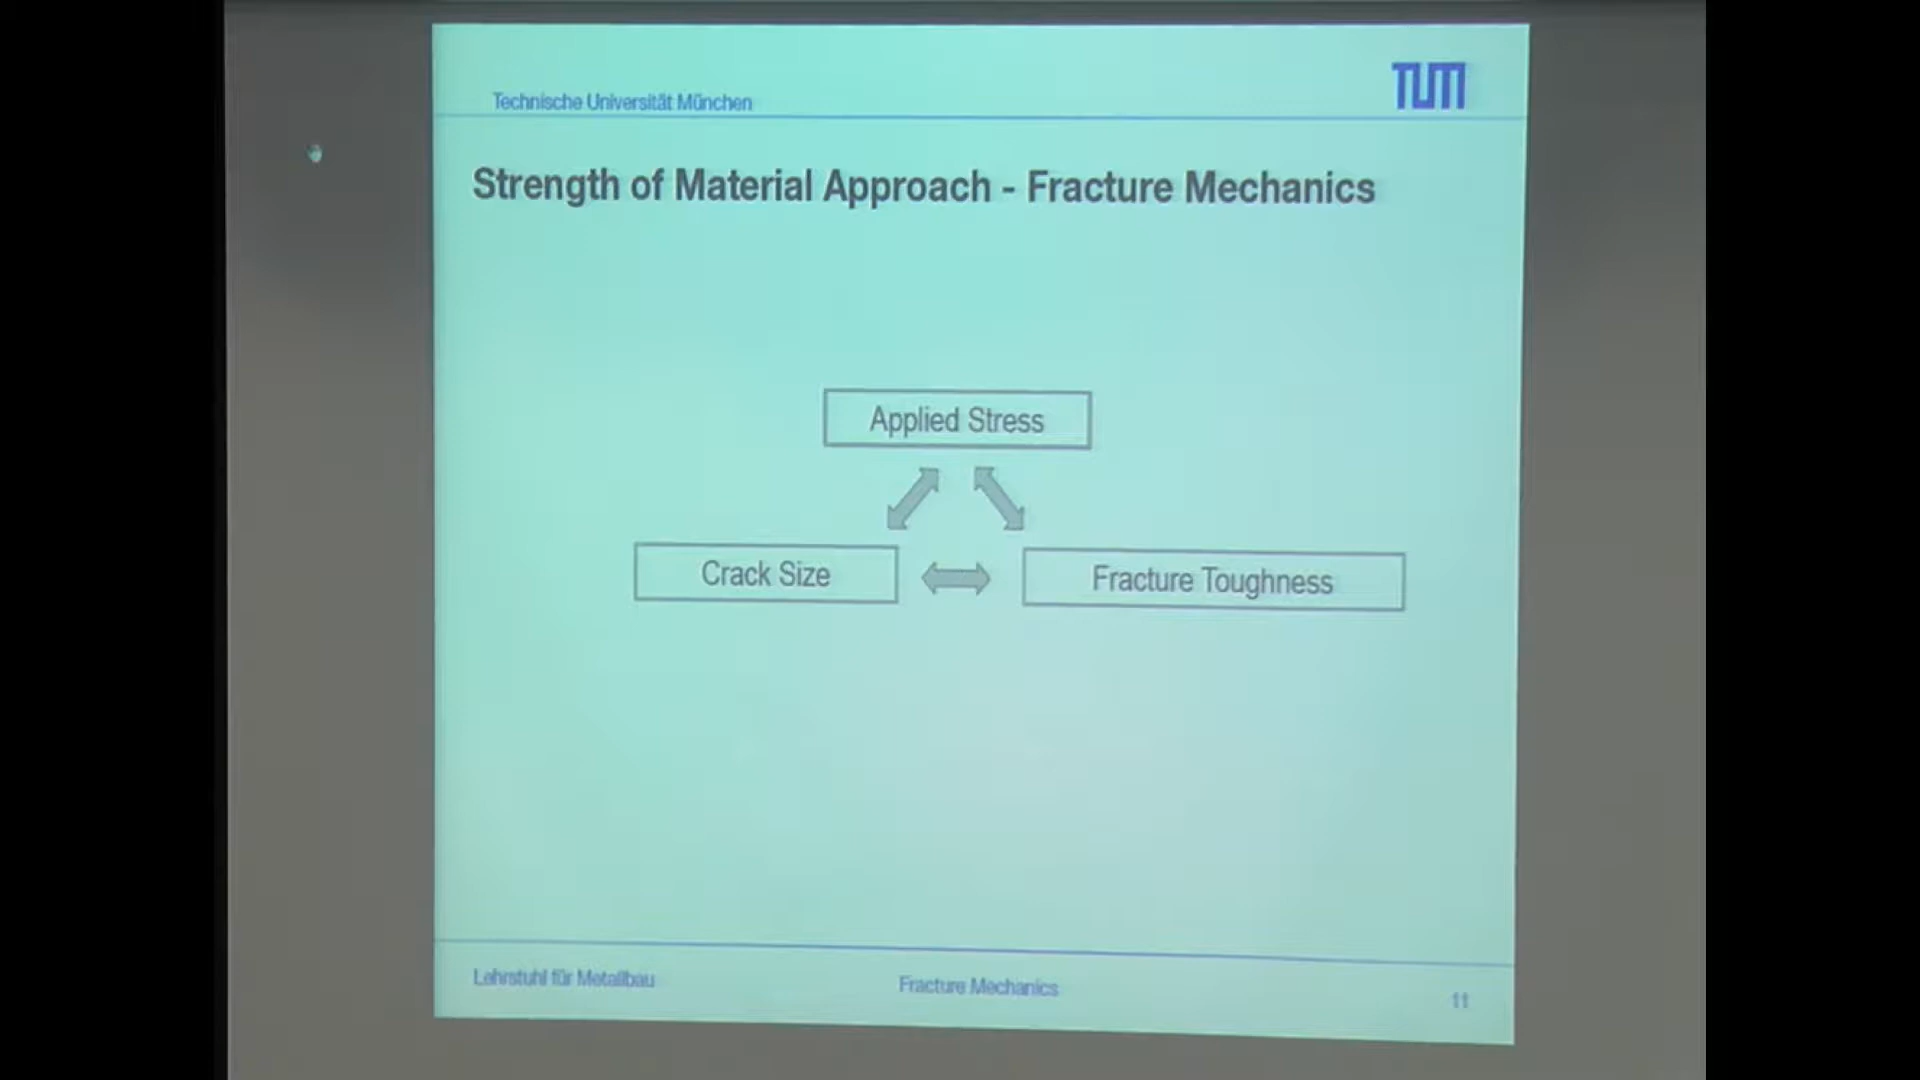 Technische Universität München
TUM
Strength of Material Approach - Fracture Mechanics
Applied Stress
Crack Size
Fracture Toughness
Lehrstuhl für Metallbau
Fracture Mechanics
11